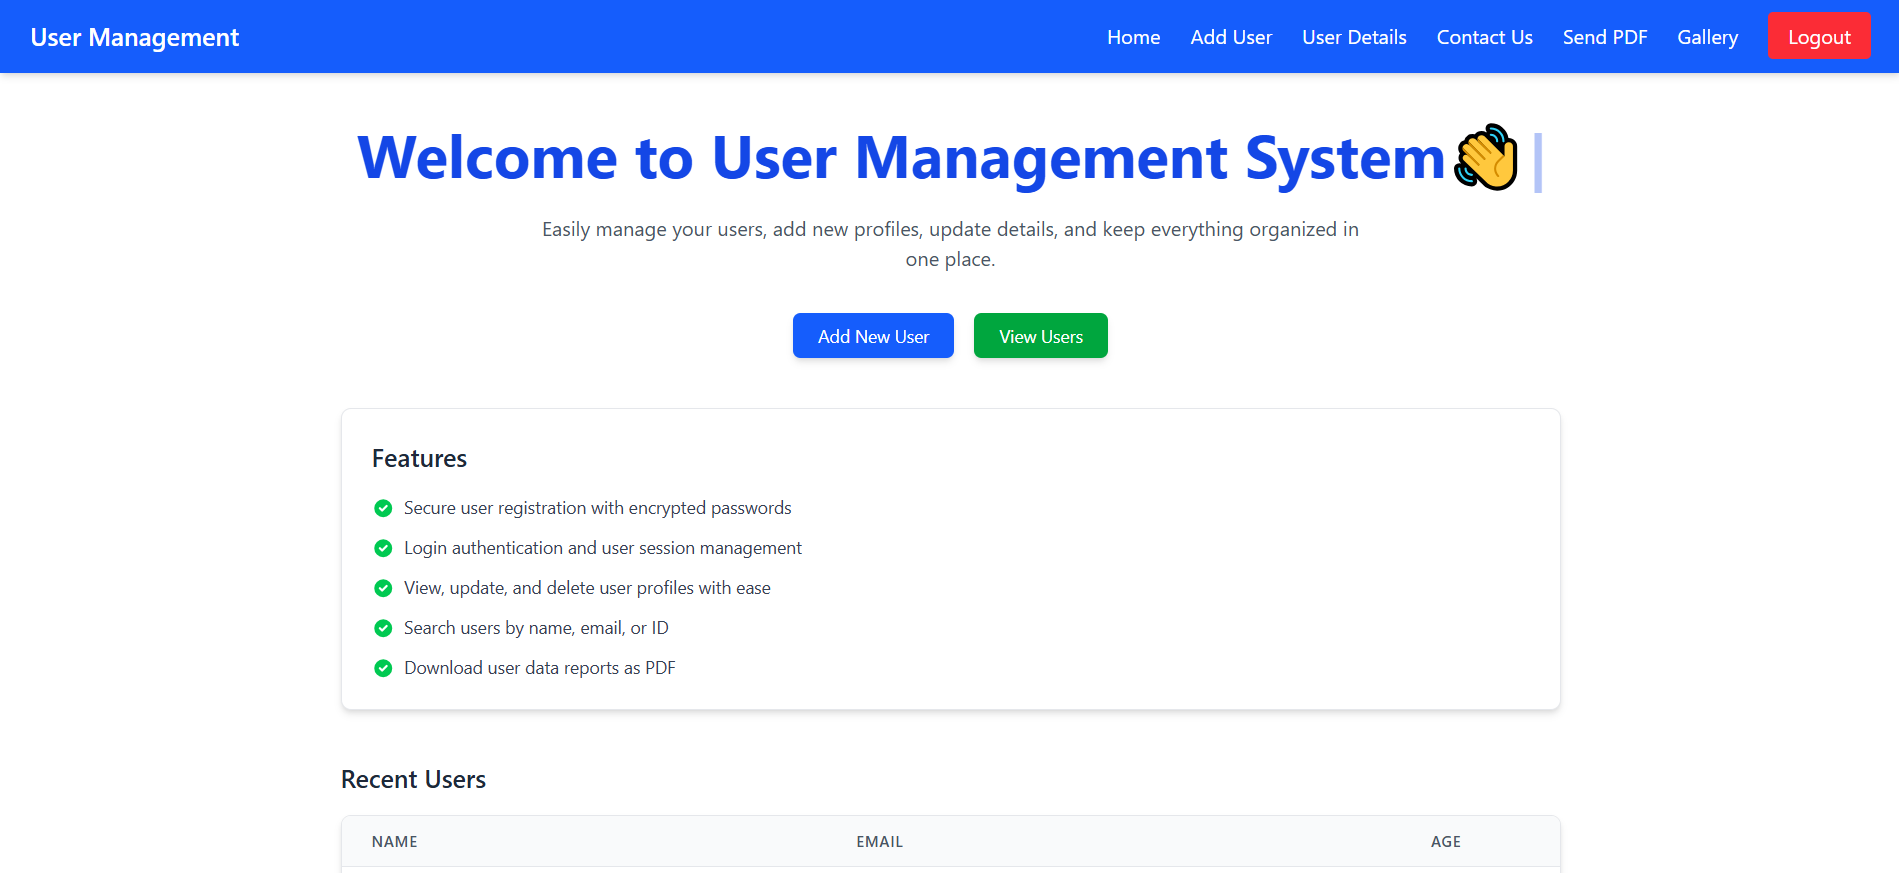 User Management
Home Add User User Details Contact Us Send PDF Gallery Logout
Welcome to User Management System👋|
Easily manage your users, add new profiles, update details, and keep everything organized in
one place.
Add New User View Users
Features
Secure user registration with encrypted passwords
Login authentication and user session management
View, update, and delete user profiles with ease
Search users by name, email, or ID
Download user data reports as PDF
Recent Users
NAME EMAIL AGE